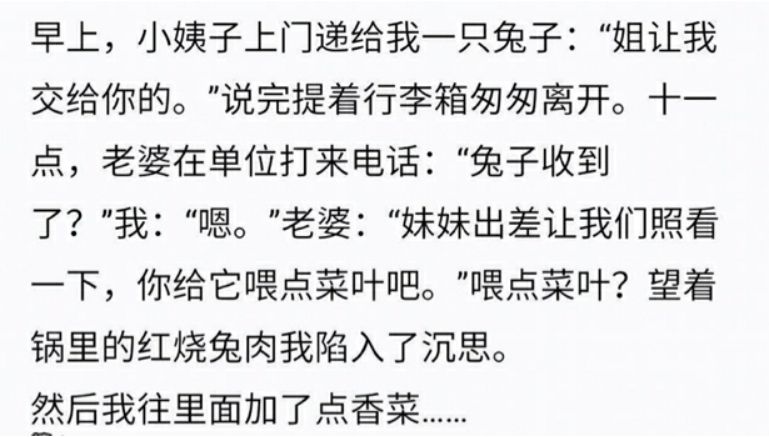 早上，小姨子上门递给我一只兔子：“姐让我
交给你的。”说完提着行李箱匆匆离开。十一
点，老婆在单位打来电话：“兔子收到
了？”我：“嗯。”老婆：“妹妹出差让我们照看
一下，你给它喂点菜叶吧。”喂点菜叶？望着
锅里的红烧兔肉我陷入了沉思。
然后我往里面加了点香菜……